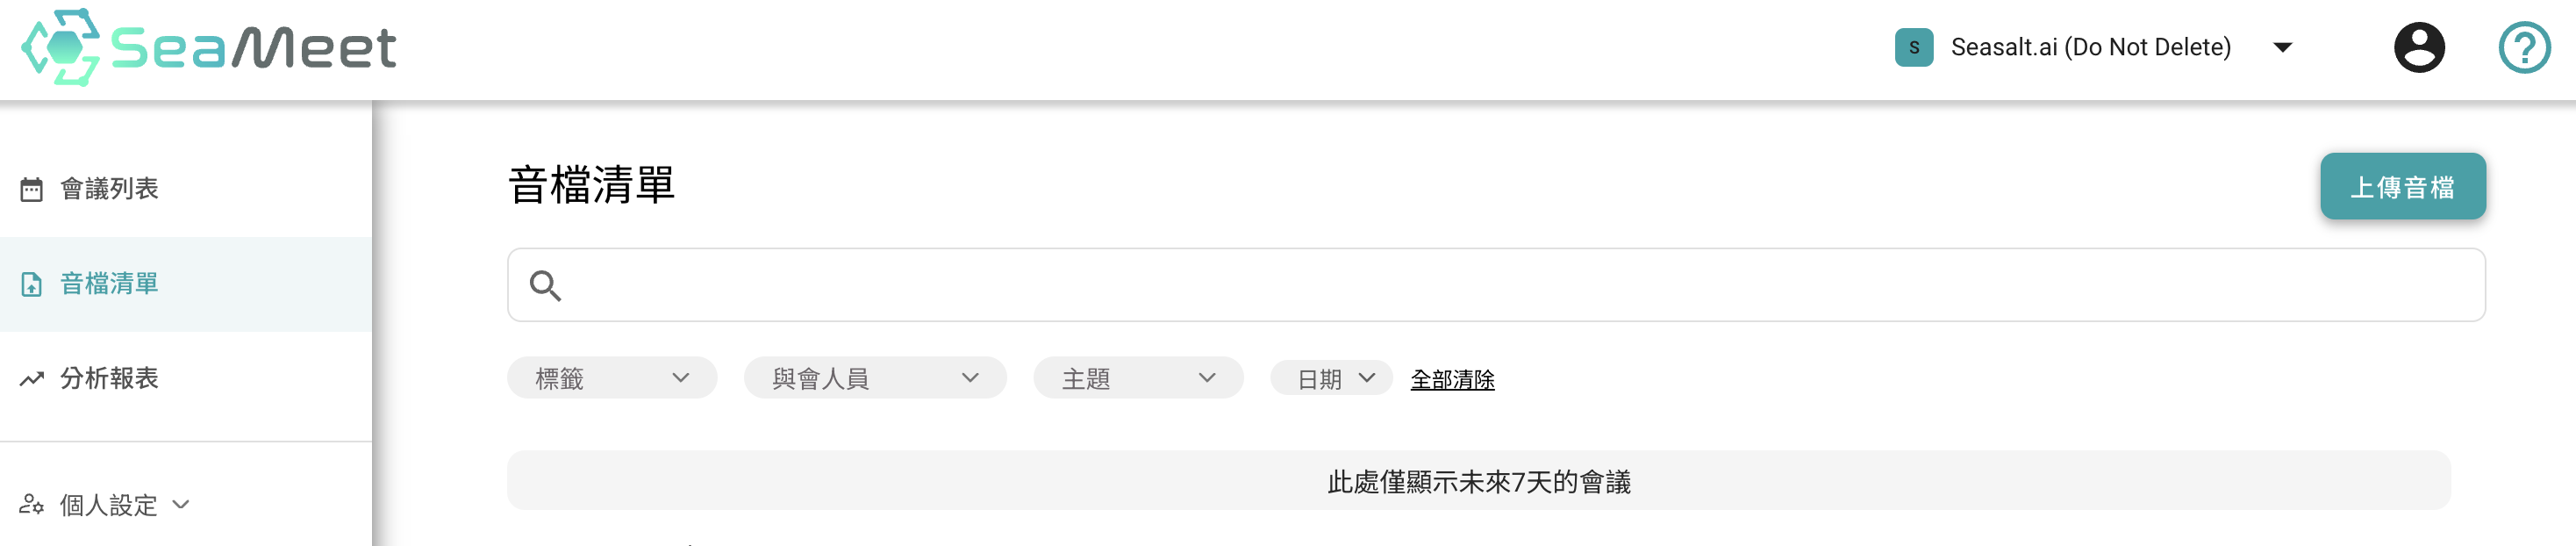 SeaMeet
S Seasalt.ai (Do Not Delete)
會議列表
音檔清單
分析報表
個人設定
音檔清單
上傳音檔
標籤 與會人員 主題 日期 全部清除
此處僅顯示未來7天的會議